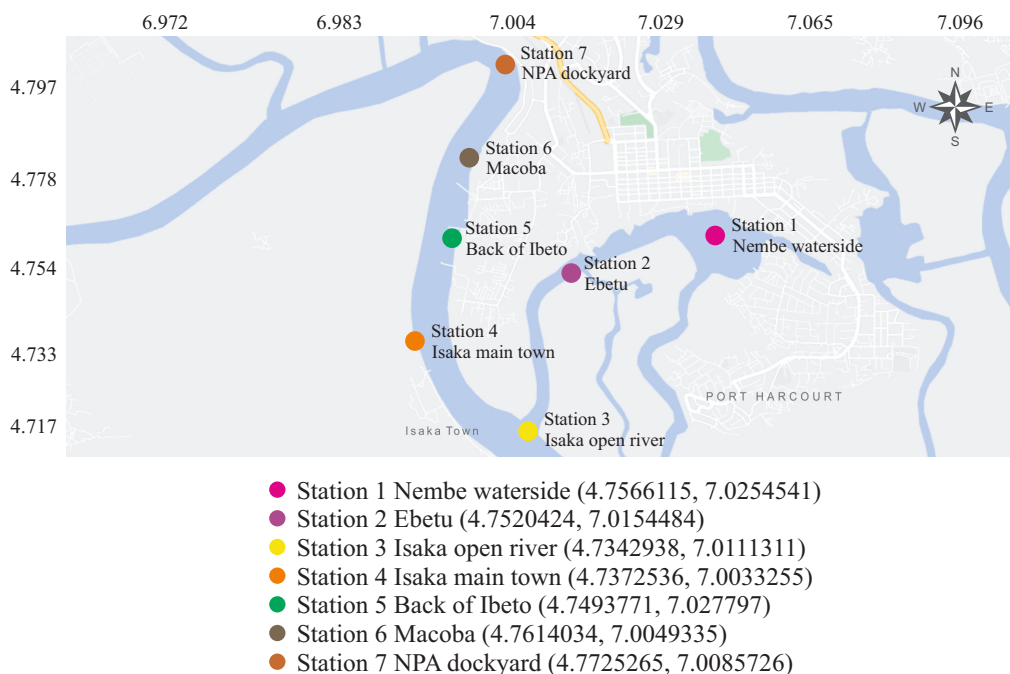 6.972 6.983 7.004 7.029 7.065 7.096
4.797
4.778
4.754
4.733
4.717
N
W E
S
Station 7
NPA dockyard
Station 6
Macoba
Station 5
Back of Ibeto
Station 1
Nembe waterside
Station 2
Ebetu
Station 4
Isaka main town
PORT HARCOURT
Station 3
Isaka open river
Isaka Town
Station 1 Nembe waterside (4.7566115, 7.0254541)
Station 2 Ebetu (4.7520424, 7.0154484)
Station 3 Isaka open river (4.7342938, 7.0111311)
Station 4 Isaka main town (4.7372536, 7.0033255)
Station 5 Back of Ibeto (4.7493771, 7.027797)
Station 6 Macoba (4.7614034, 7.0049335)
Station 7 NPA dockyard (4.7725265, 7.0085726)